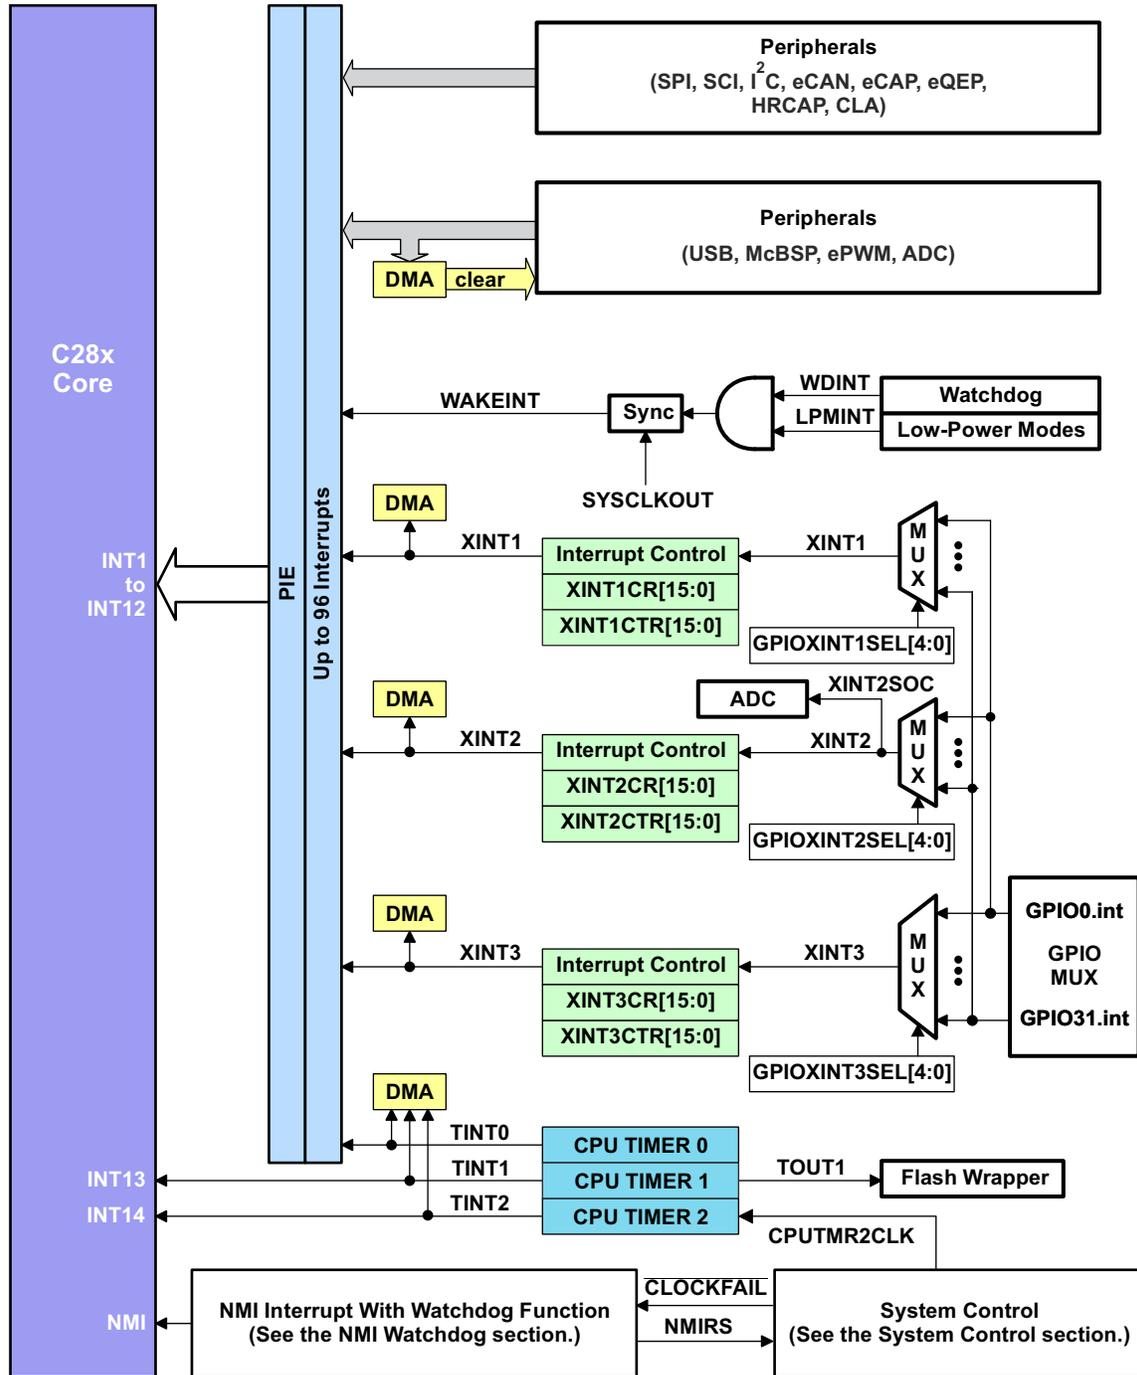 Peripherals
(SPI, SCI, I2C, eCAN, eCAP, eQEP,
HRCAP, CLA)
Peripherals
(USB, McBSP, ePWM, ADC)
DMA
clear
C28x
Core
WDINT
Watchdog
WAKEINT
Sync
LPMINT
Low-Power Modes
SYSCLKOUT
DMA
XINT1
Interrupt Control
XINT1
MUX
XINT1CR[15:0]
XINT1CTR[15:0]
GPIOXINT1SEL[4:0]
INT1
to
INT12
PIE
Up to 96 Interrupts
DMA
ADC
XINT2SOC
XINT2
Interrupt Control
XINT2
MUX
XINT2CR[15:0]
XINT2CTR[15:0]
GPIOXINT2SEL[4:0]
DMA
XINT3
Interrupt Control
XINT3
MUX
XINT3CR[15:0]
XINT3CTR[15:0]
GPIOXINT3SEL[4:0]
GPIO0.int
GPIO
MUX
GPIO31.int
DMA
TINT0
CPU TIMER 0
INT13
TINT1
CPU TIMER 1
TOUT1
Flash Wrapper
INT14
TINT2
CPU TIMER 2
CPUTMR2CLK
NMI
NMI Interrupt With Watchdog Function
(See the NMI Watchdog section.)
CLOCKFAIL
NMIRS
System Control
(See the System Control section.)